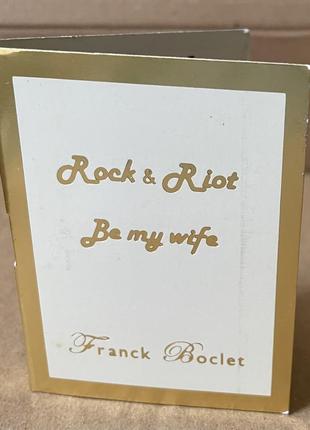 Rock & Riot
Be my wife
Franck Boclet